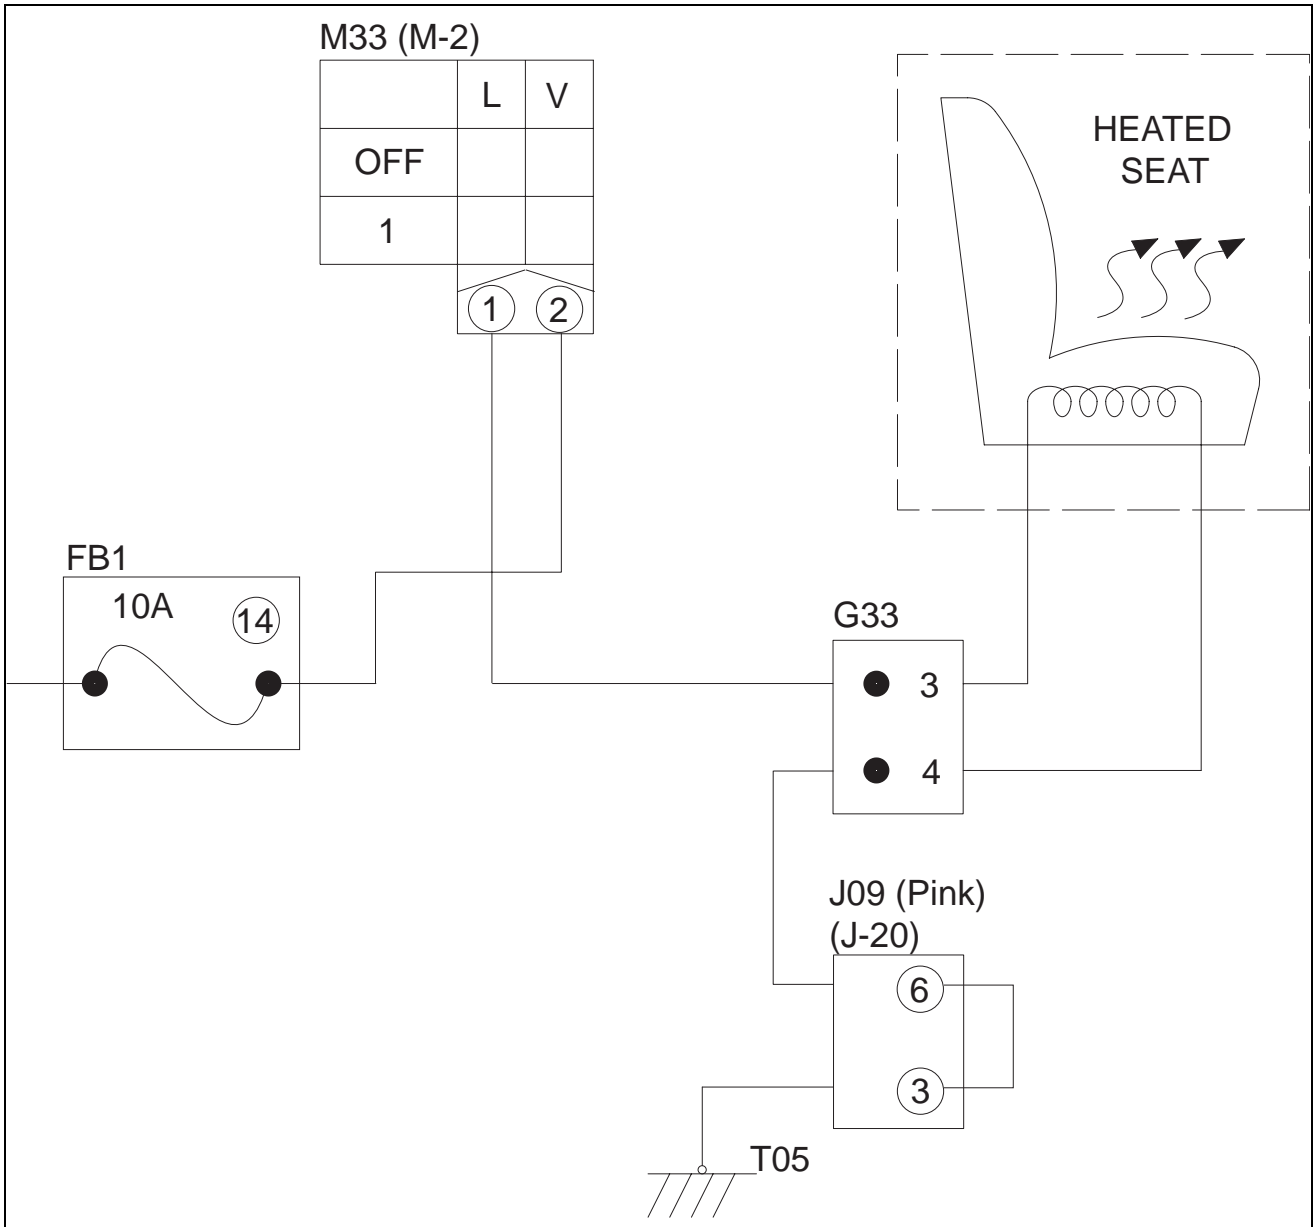 M33 (M-2)
L V
OFF
1
1 2
HEATED
SEAT
FB1
10A 14
G33
3
4
J09 (Pink)
(J-20)
6
3
T05